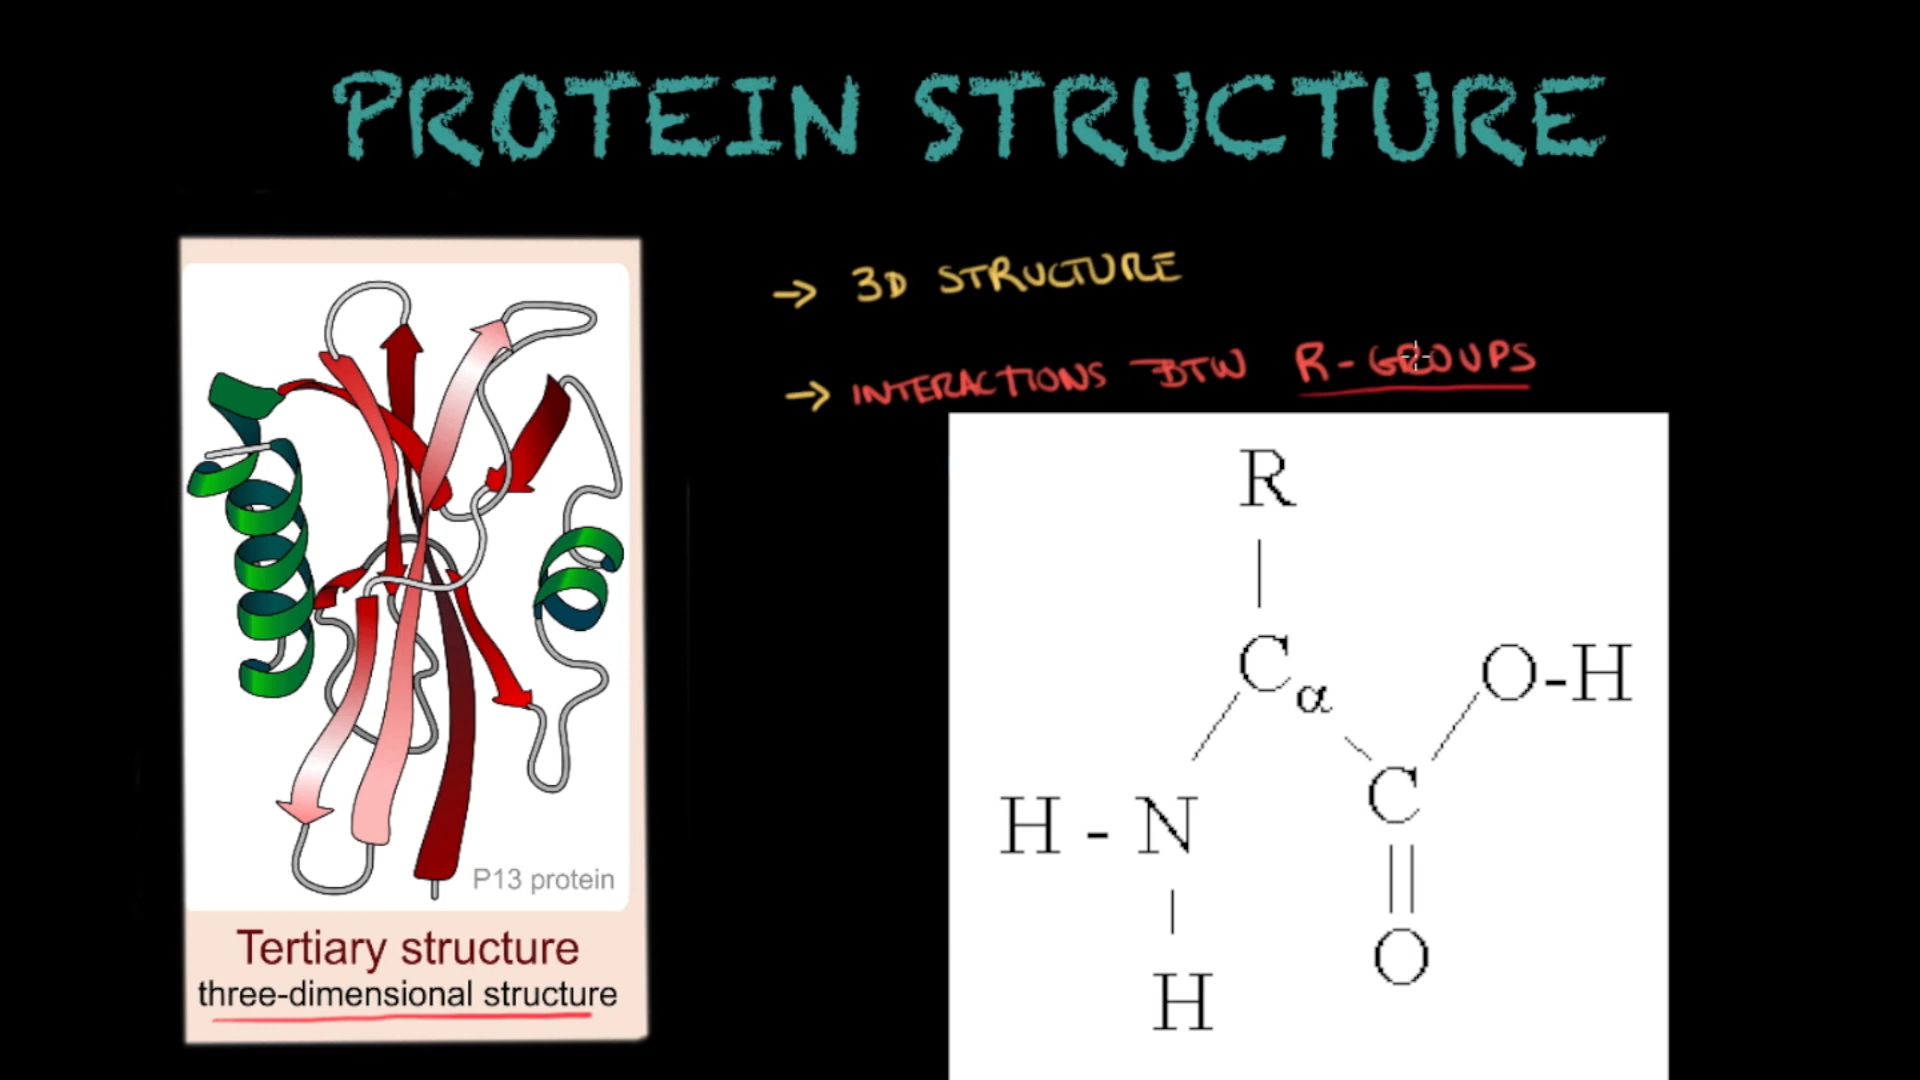 PROTEIN STRUCTURE
→ 3D STRUCTURE
→ INTERACTIONS BTW R-GROUPS
P13 protein
Tertiary structure
three-dimensional structure
R
Cα
O-H
C
H - N
O
H